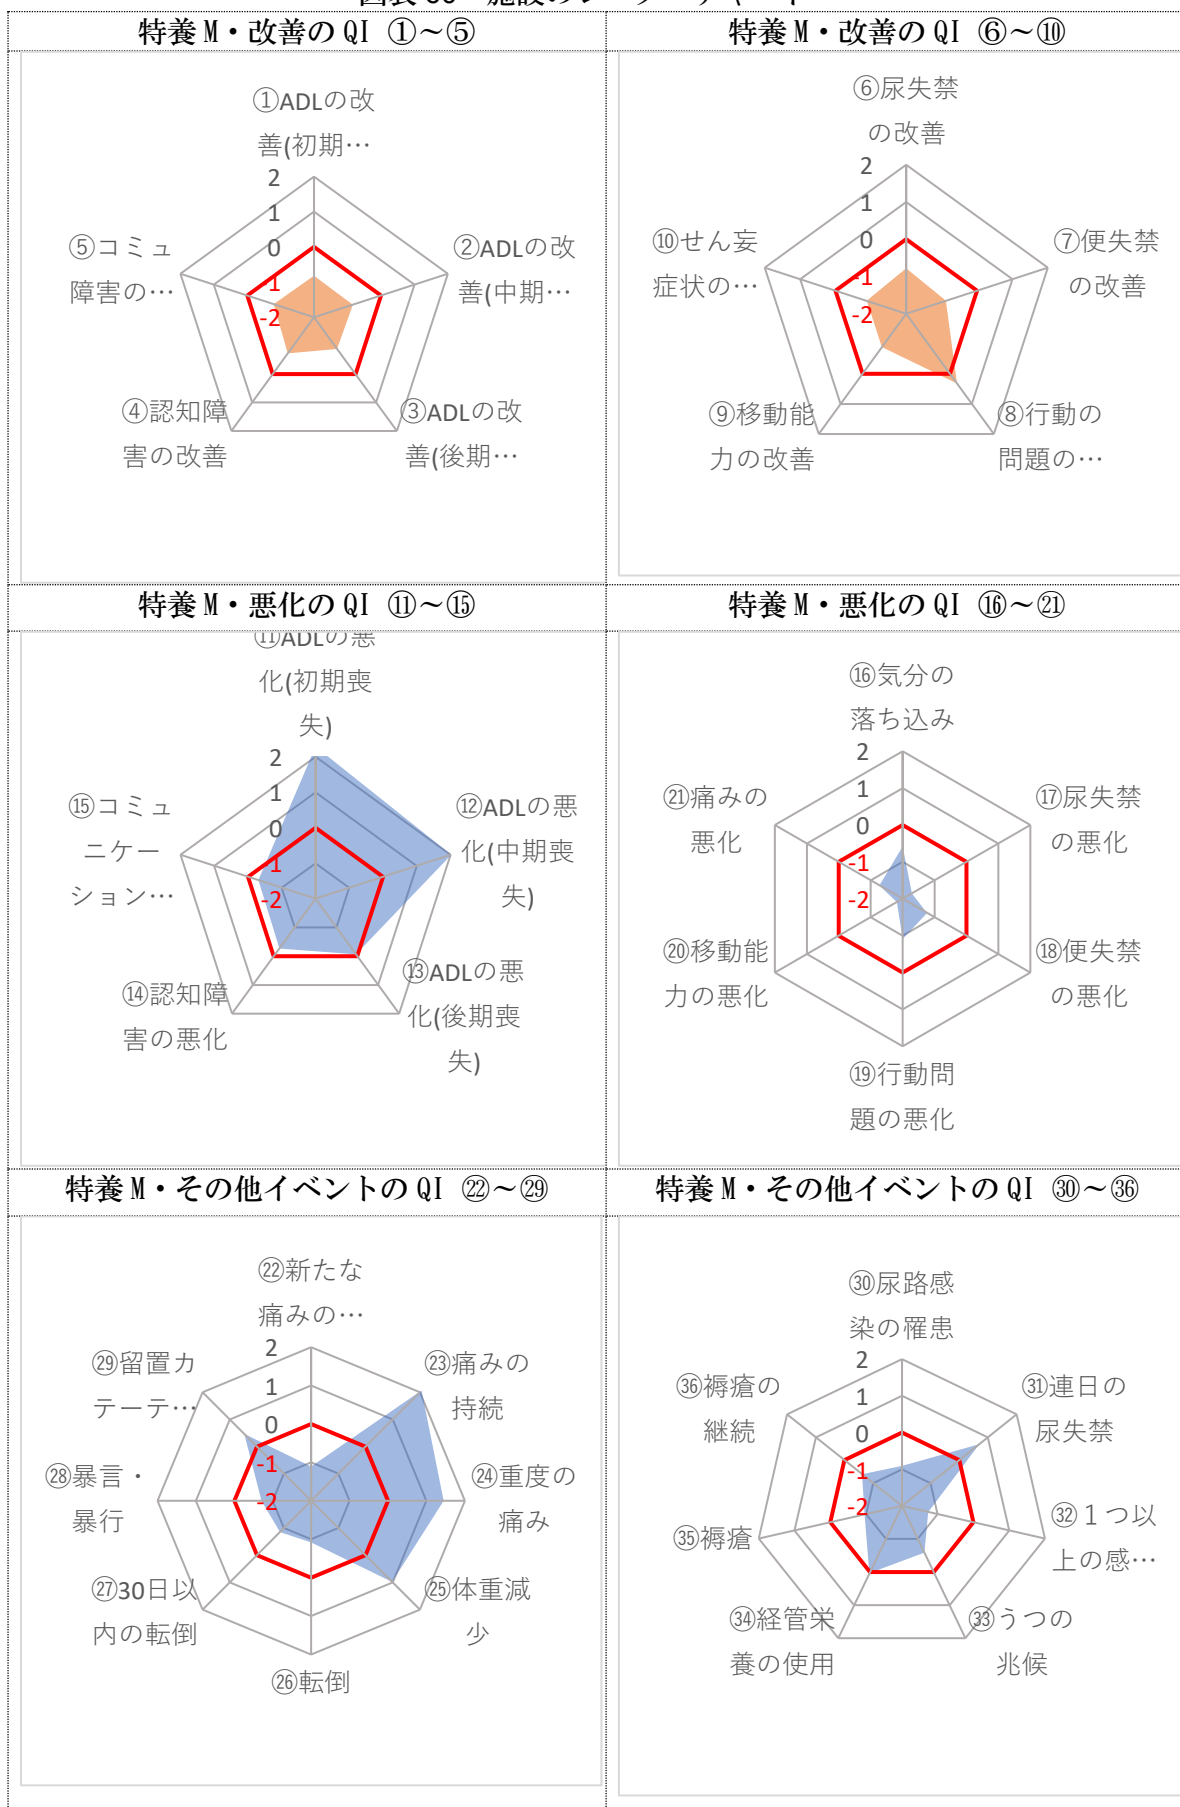 特養 M・改善の QI ①～⑤
特養 M・改善の QI ⑥～⑩
①ADLの改
善(初期…
2
1
0
-1
-2
②ADLの改
善(中期…
③ADLの改
善(後期…
④認知障
害の改善
⑤コミュ
障害の…
⑥尿失禁
の改善
2
1
0
-1
-2
⑦便失禁
の改善
⑧行動の
問題の…
⑨移動能
力の改善
⑩せん妄
症状の…
特養 M・悪化の QI ⑪～⑮
特養 M・悪化の QI ⑯～㉑
⑪ADLの悪
化(初期喪
失)
2
1
0
-1
-2
⑫ADLの悪
化(中期喪
失)
⑬ADLの悪
化(後期喪
失)
⑭認知障
害の悪化
⑮コミュ
ニケー
ション…
⑯気分の
落ち込み
2
1
0
-1
-2
⑰尿失禁
の悪化
⑱便失禁
の悪化
⑲行動問
題の悪化
⑳移動能
力の悪化
㉑痛みの
悪化
特養 M・その他イベントの QI ㉒～㉙
特養 M・その他イベントの QI ㉚～㊱
㉒新たな
痛みの…
2
1
0
-1
-2
㉓痛みの
持続
㉔重度の
痛み
㉕体重減
少
㉖転倒
㉗30日以
内の転倒
㉘暴言・
暴行
㉙留置カ
テーテ…
㉚尿路感
染の罹患
2
1
0
-1
-2
㉛連日の
尿失禁
㉜１つ以
上の感…
㉝うつの
兆候
㉞経管栄
養の使用
㉟褥瘡
㊱褥瘡の
継続